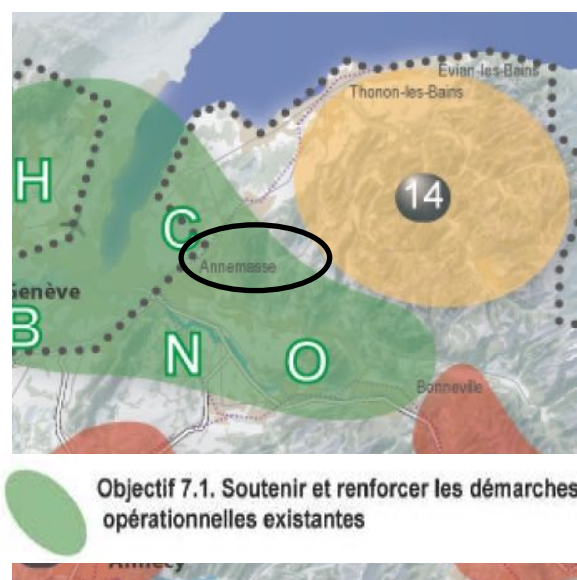 Evian-les-Bains
Thonon-les-Bains
H
14
C
Annemasse
Genève
B
N
O
Bonneville
Objectif 7.1. Soutenir et renforcer les démarches
opérationnelles existantes
Annecy